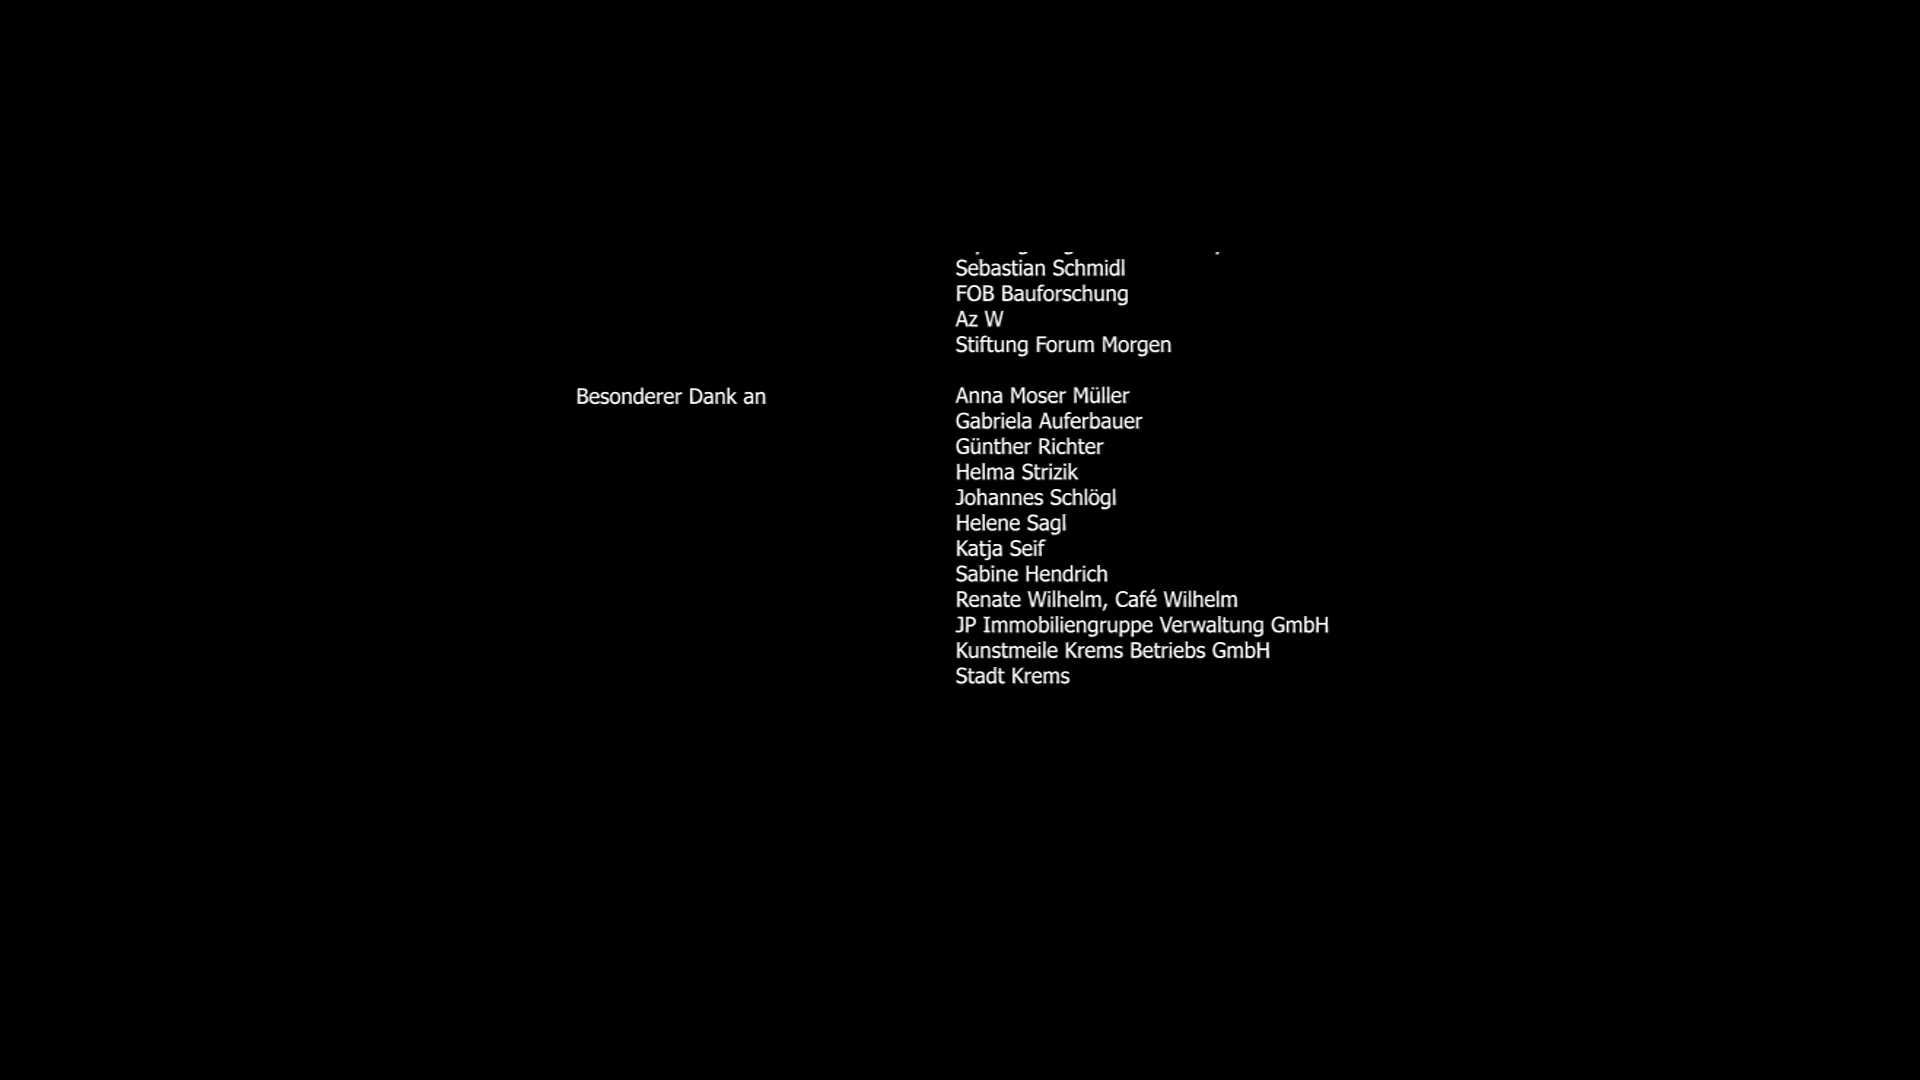 Sebastian Schmidl
FOB Bauforschung
Az W
Stiftung Forum Morgen
Besonderer Dank an
Anna Moser Müller
Gabriela Auferbauer
Günther Richter
Helma Strizik
Johannes Schlögl
Helene Sagl
Katja Seif
Sabine Hendrich
Renate Wilhelm, Café Wilhelm
JP Immobiliengruppe Verwaltung GmbH
Kunstmeile Krems Betriebs GmbH
Stadt Krems